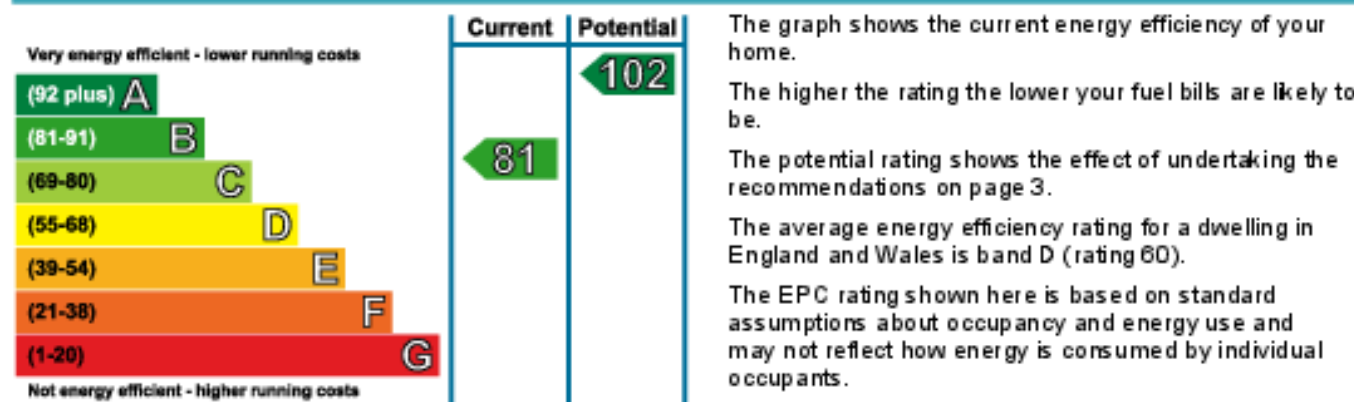 Current Potential
Very energy efficient - lower running costs
(92 plus) A
(81-91) B
(69-80) C
(55-68) D
(39-54) E
(21-38) F
(1-20) G
Not energy efficient - higher running costs
102
81
The graph shows the current energy efficiency of your
home.
The higher the rating the lower your fuel bills are likely to
be.
The potential rating shows the effect of undertaking the
recommendations on page 3.
The average energy efficiency rating for a dwelling in
England and Wales is band D (rating 60).
The EPC rating shown here is based on standard
assumptions about occupancy and energy use and
may not reflect how energy is consumed by individual
occupants.